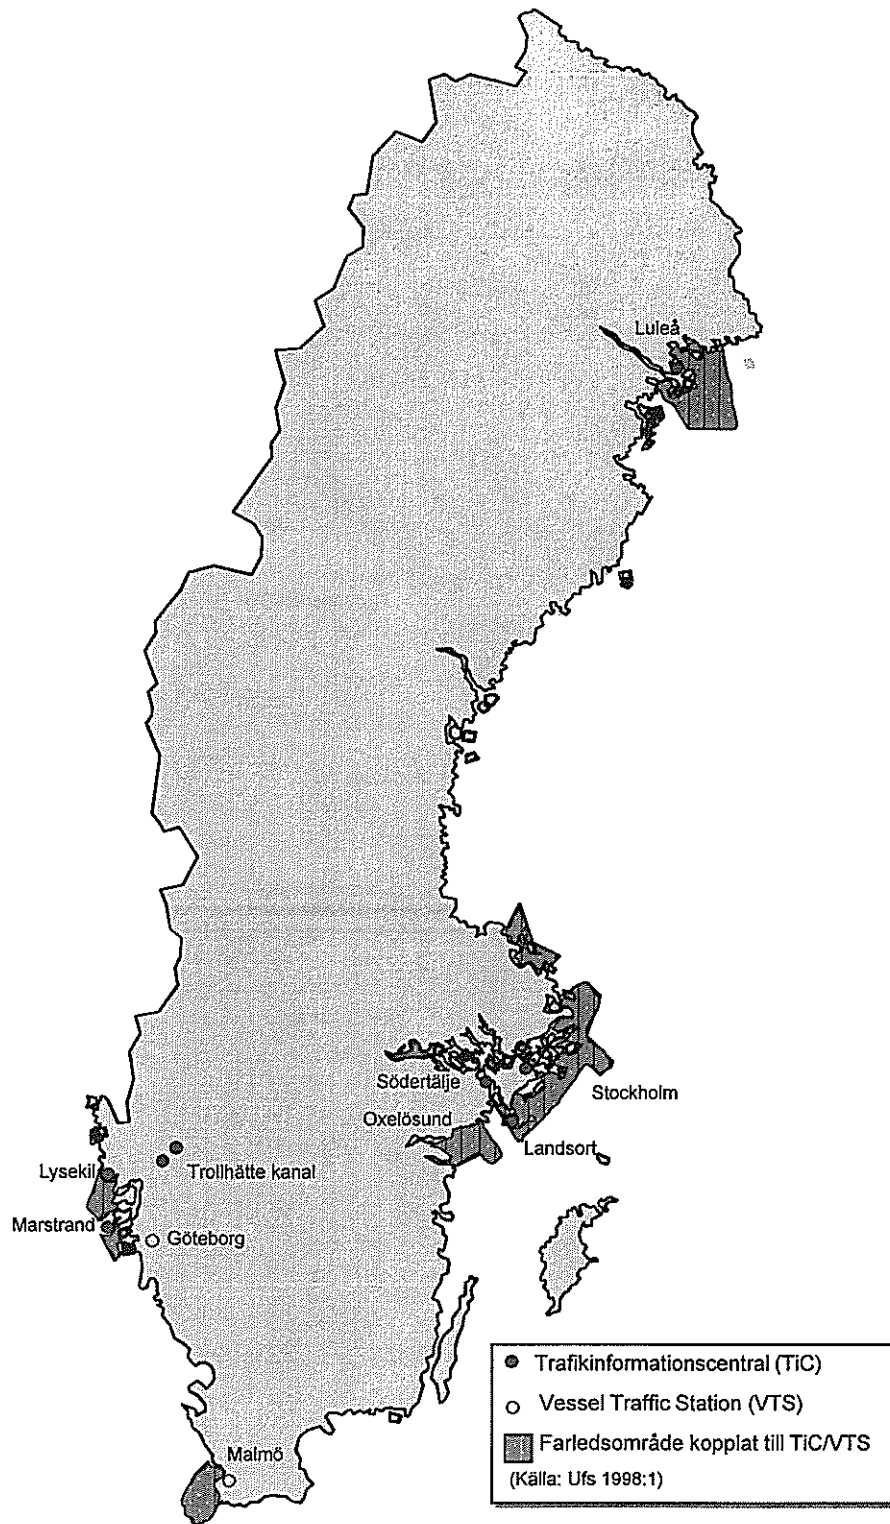 Luleå
Södertälje
Stockholm
Oxelösund
Landsort
Lysekil
Trollhätte kanal
Marstrand
Göteborg
Malmö
Trafikinformationscentral (TiC)
Vessel Traffic Station (VTS)
Farledsområde kopplat till TiC/VTS
(Källa: Ufs 1998:1)